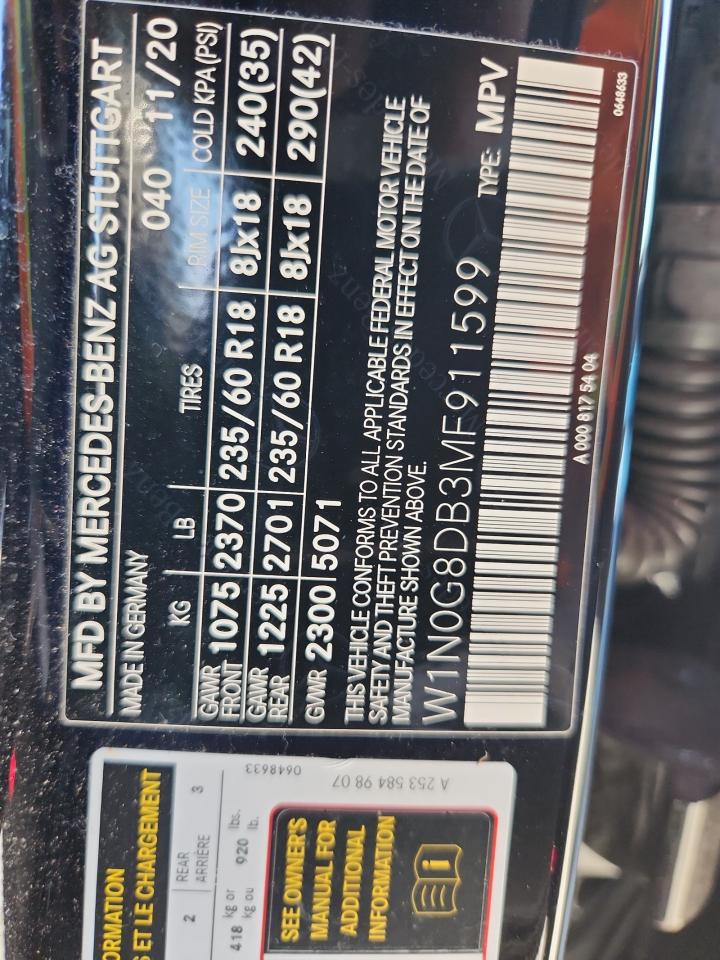 MFD BY MERCEDES-BENZ AG STUTTGART
MADE IN GERMANY 040 11/20
KG LB TIRES RIM SIZE COLD KPA(PSI)
GAWR FRONT 1075 2370 235/60 R18 8Jx18 240(35)
GAWR REAR 1225 2701 235/60 R18 8Jx18 290(42)
GVWR 2300 5071
THIS VEHICLE CONFORMS TO ALL APPLICABLE FEDERAL MOTOR VEHICLE
SAFETY AND THEFT PREVENTION STANDARDS IN EFFECT ON THE DATE OF
MANUFACTURE SHOWN ABOVE.
W1N0G8DB3MF911599 TYPE: MPV
0648633
A 000 817 54 04
ORMATION
S ET LE CHARGEMENT
2 REAR ARRIÈRE 3
418 kg or kg ou 920 lbs. lb.
SEE OWNER'S
MANUAL FOR
ADDITIONAL
INFORMATION
A 253 584 98 07
0648633